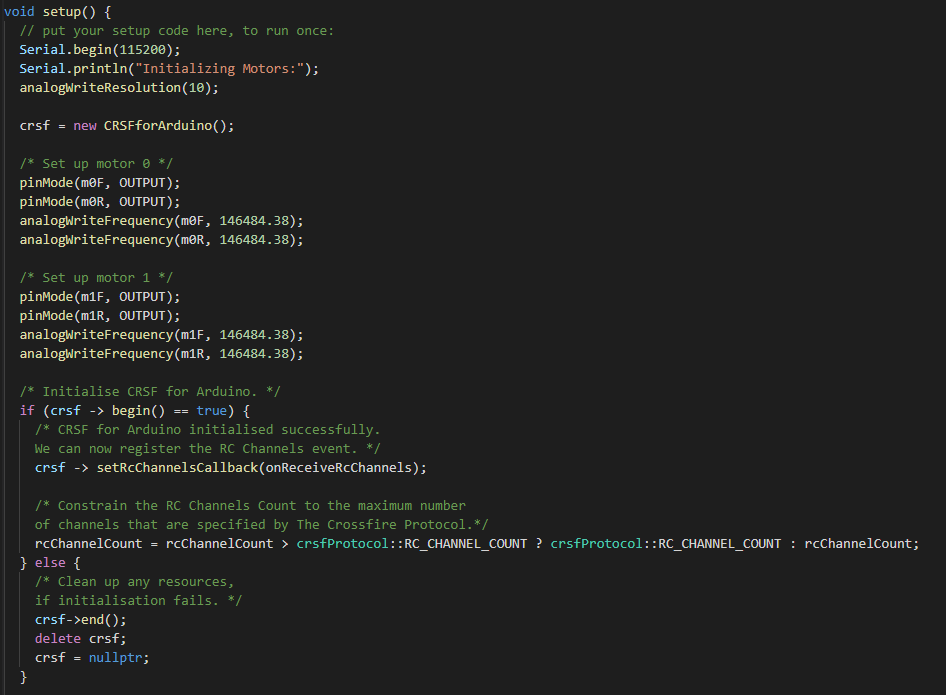 void setup() {
  // put your setup code here, to run once:
  Serial.begin(115200);
  Serial.println("Initializing Motors:");
  analogWriteResolution(10);

  crsf = new CRSFforArduino();

  /* Set up motor 0 */
  pinMode(m0F, OUTPUT);
  pinMode(m0R, OUTPUT);
  analogWriteFrequency(m0F, 146484.38);
  analogWriteFrequency(m0R, 146484.38);

  /* Set up motor 1 */
  pinMode(m1F, OUTPUT);
  pinMode(m1R, OUTPUT);
  analogWriteFrequency(m1F, 146484.38);
  analogWriteFrequency(m1R, 146484.38);

  /* Initialise CRSF for Arduino. */
  if (crsf -> begin() == true) {
    /* CRSF for Arduino initialised successfully.
    We can now register the RC Channels event. */
    crsf -> setRcChannelsCallback(onReceiveRcChannels);

    /* Constrain the RC Channels Count to the maximum number
    of channels that are specified by The Crossfire Protocol.*/
    rcChannelCount = rcChannelCount > crsfProtocol::RC_CHANNEL_COUNT ? crsfProtocol::RC_CHANNEL_COUNT : rcChannelCount;
  } else {
    /* Clean up any resources,
    if initialisation fails. */
    crsf->end();
    delete crsf;
    crsf = nullptr;
  }